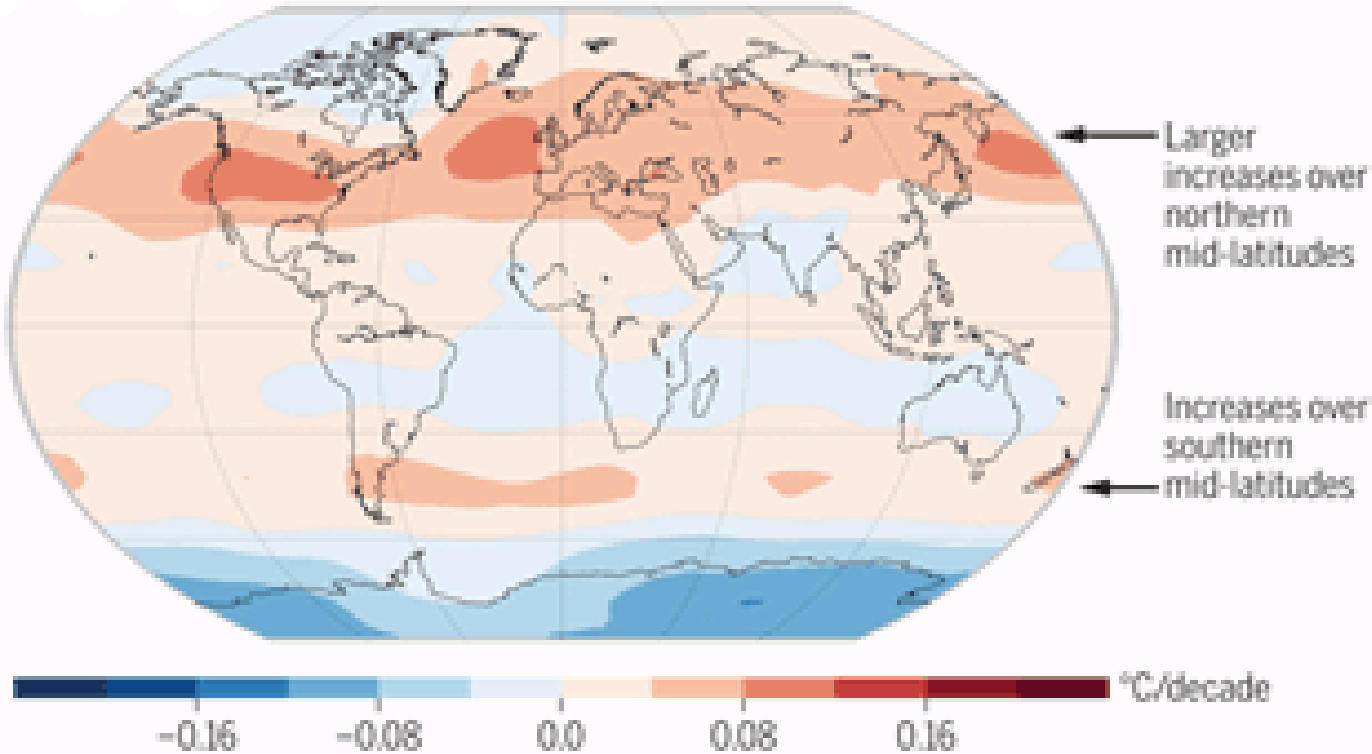 Larger
increases over
northern
mid-latitudes
Increases over
southern
mid-latitudes
°C/decade
−0.16 −0.08 0.0 0.08 0.16